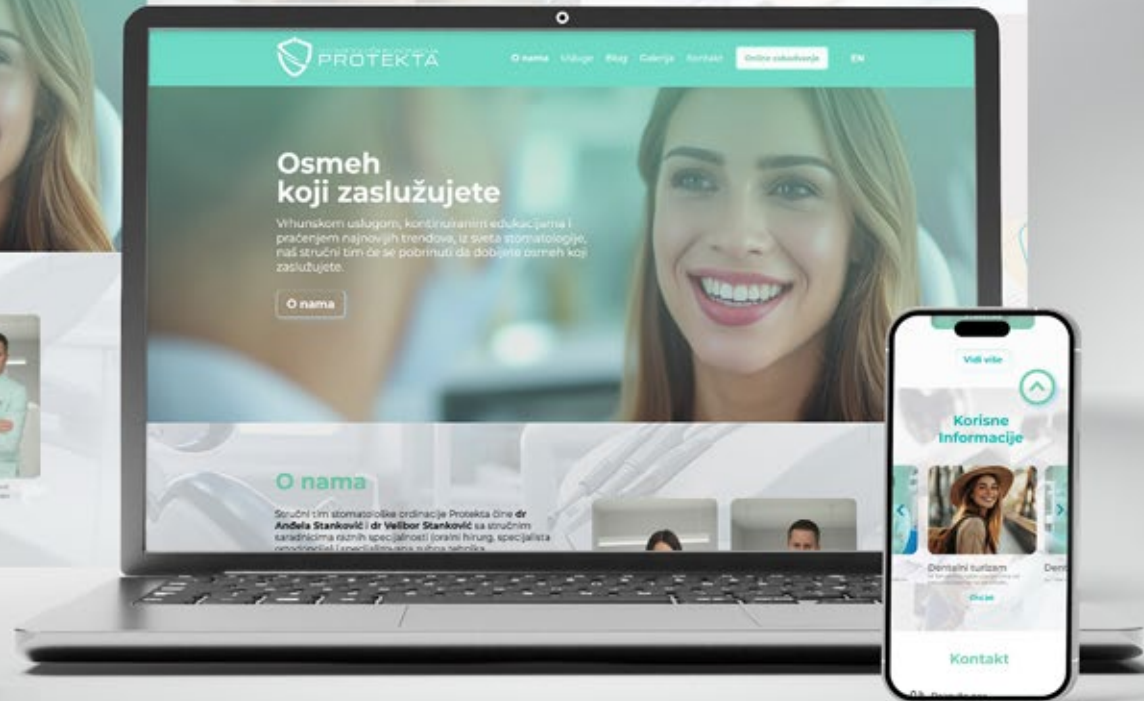 PROTEKTA
O nama Usluge Blog Galerija Kontakt Online zakazivanje EN
Osmeh
koji zaslužujete
Vrhunskom uslugom, kontinuiranim edukacijama i
praćenjem najnovijih trendova, iz sveta stomatologije,
naš stručni tim će se pobrinuti da dobijete osmeh koji
zaslužujete.
O nama
O nama
Stručni tim stomatološke ordinacije Protekta čine dr
Anđela Stanković i dr Velibor Stanković sa stručnim
saradnicima raznih specijalnosti (oralni hirurg, specijalista
Vidi više
Korisne
Informacije
Dentalni turizam
Kontakt